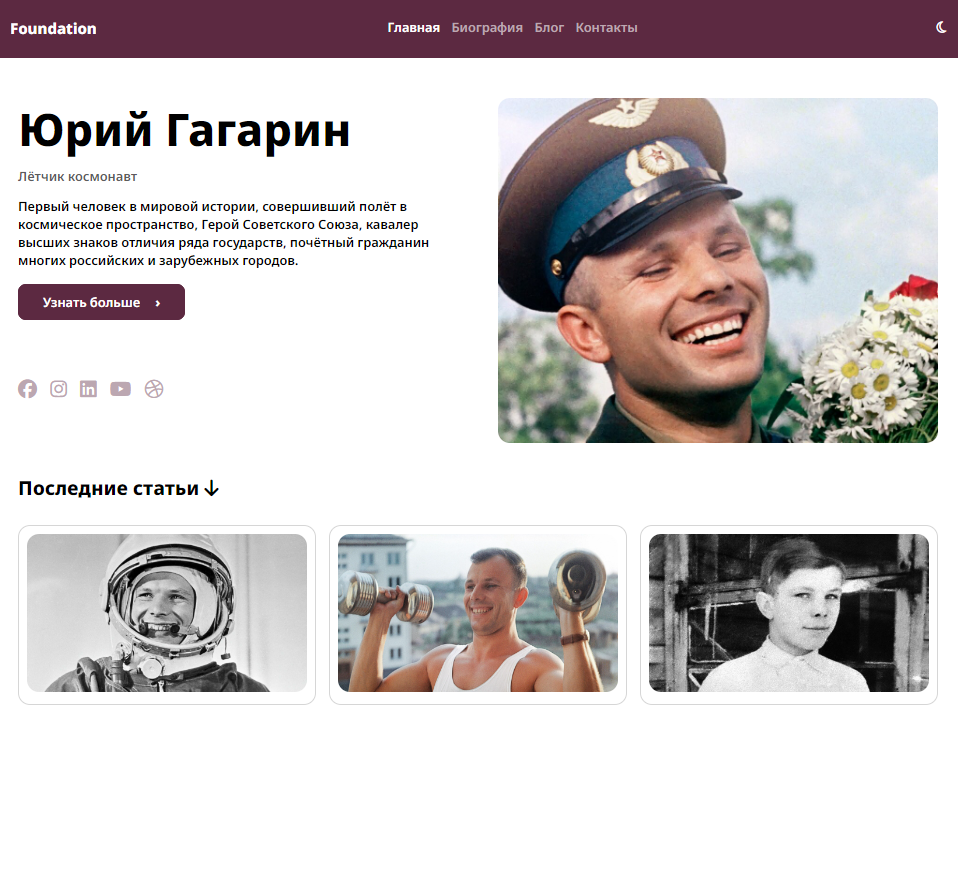 Foundation
Главная Биография Блог Контакты
Юрий Гагарин
Лётчик космонавт
Первый человек в мировой истории, совершивший полёт в
космическое пространство, Герой Советского Союза, кавалер
высших знаков отличия ряда государств, почётный гражданин
многих российских и зарубежных городов.
Узнать больше ›
Последние статьи ↓